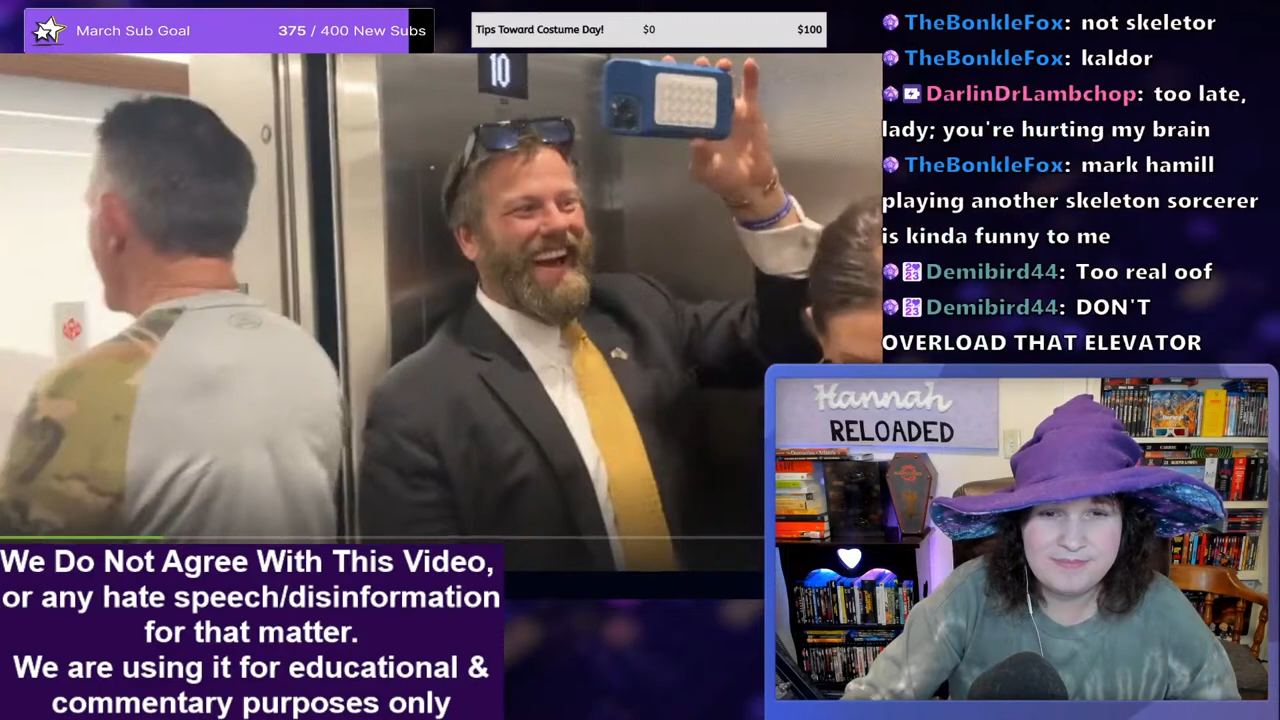 March Sub Goal 375 / 400 New Subs
Tips Toward Costume Day! $0 $100
10
TheBonkleFox: not skeletor
TheBonkleFox: kaldor
DarlinDrLambchop: too late,
lady; you're hurting my brain
TheBonkleFox: mark hamill
playing another skeleton sorcerer
is kinda funny to me
Demibird44: Too real oof
Demibird44: DON'T
OVERLOAD THAT ELEVATOR
Hannah
RELOADED
We Do Not Agree With This Video,
or any hate speech/disinformation
for that matter.
We are using it for educational &
commentary purposes only